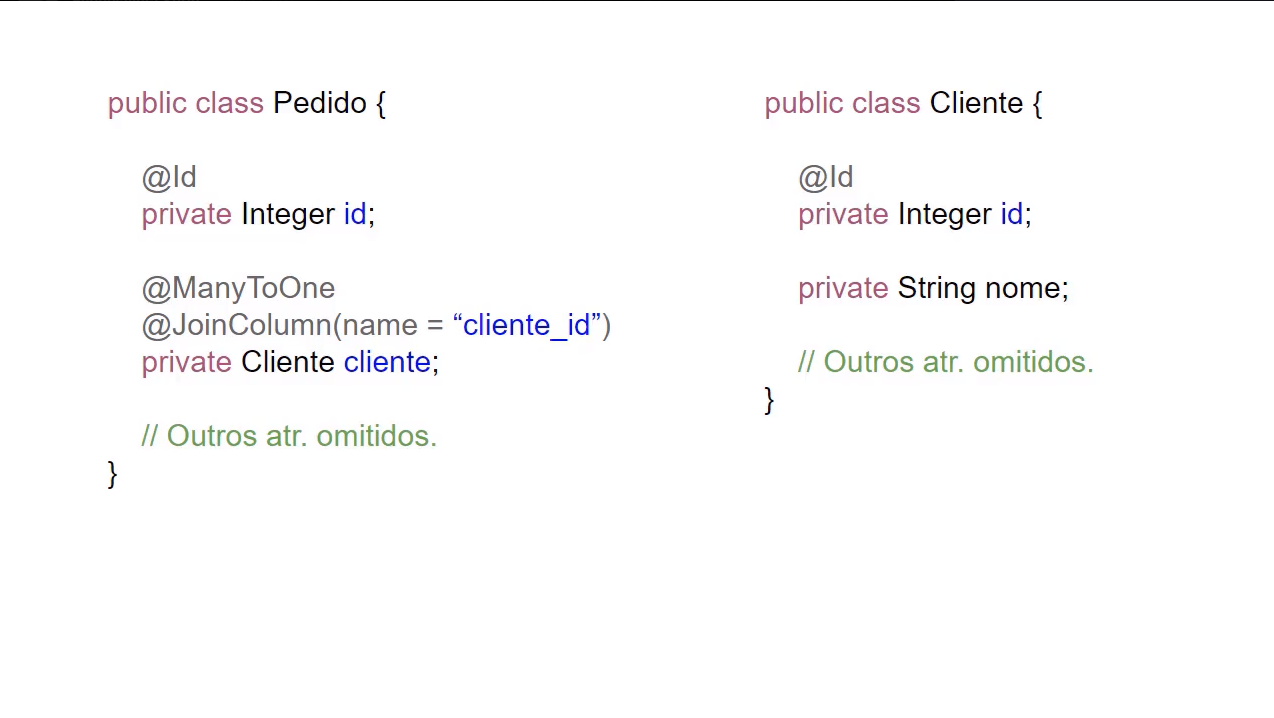 public class Pedido {
@Id
private Integer id;
@ManyToOne
@JoinColumn(name = “cliente_id”)
private Cliente cliente;
// Outros atr. omitidos.
}
public class Cliente {
@Id
private Integer id;
private String nome;
// Outros atr. omitidos.
}